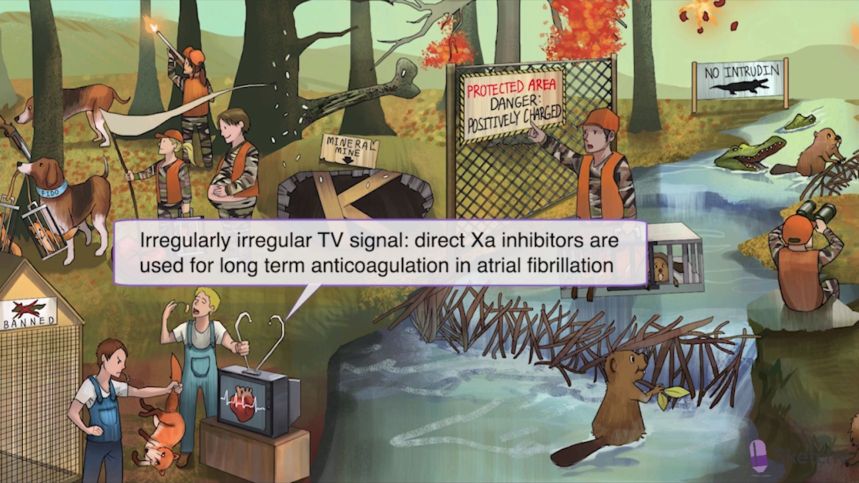 NO INTRUDIN
PROTECTED AREA
DANGER:
POSITIVELY CHARGED
MINERAL
MINE
FIDO
Irregularly irregular TV signal: direct Xa inhibitors are
used for long term anticoagulation in atrial fibrillation
BANNED